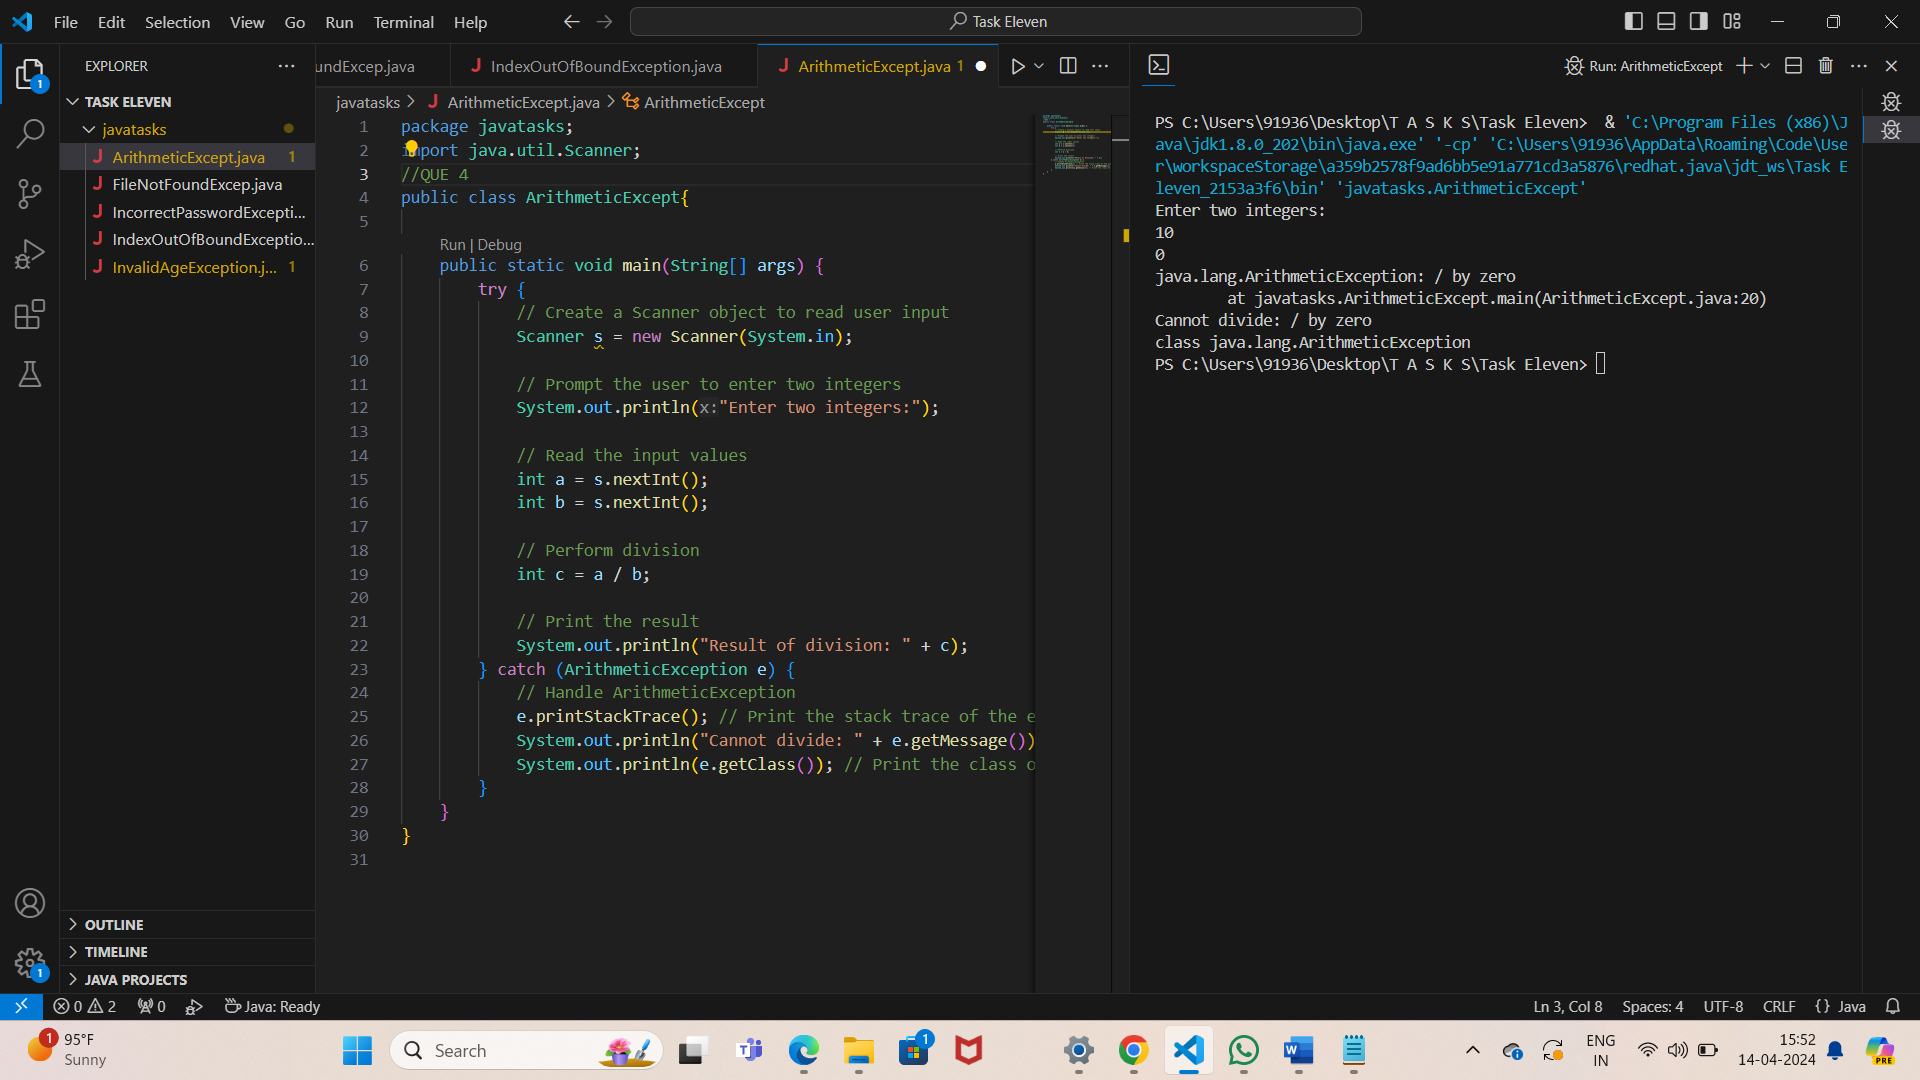 File Edit Selection View Go Run Terminal Help
Task Eleven
EXPLORER
TASK ELEVEN
javatasks
ArithmeticExcept.java 1
FileNotFoundExcep.java
IncorrectPasswordExcepti...
IndexOutOfBoundExceptio...
InvalidAgeException.j... 1
OUTLINE
TIMELINE
JAVA PROJECTS
undExcep.java
IndexOutOfBoundException.java
ArithmeticExcept.java 1
javatasks > ArithmeticExcept.java > ArithmeticExcept
1 package javatasks;
2 import java.util.Scanner;
3 //QUE 4
4 public class ArithmeticExcept{
5
Run | Debug
6 public static void main(String[] args) {
7 try {
8 // Create a Scanner object to read user input
9 Scanner s = new Scanner(System.in);
10
11 // Prompt the user to enter two integers
12 System.out.println(x:"Enter two integers:");
13
14 // Read the input values
15 int a = s.nextInt();
16 int b = s.nextInt();
17
18 // Perform division
19 int c = a / b;
20
21 // Print the result
22 System.out.println("Result of division: " + c);
23 } catch (ArithmeticException e) {
24 // Handle ArithmeticException
25 e.printStackTrace(); // Print the stack trace of the e
26 System.out.println("Cannot divide: " + e.getMessage())
27 System.out.println(e.getClass()); // Print the class o
28 }
29 }
30 }
31
Run: ArithmeticExcept
PS C:\Users\91936\Desktop\T A S K S\Task Eleven> & 'C:\Program Files (x86)\J
ava\jdk1.8.0_202\bin\java.exe' '-cp' 'C:\Users\91936\AppData\Roaming\Code\Use
r\workspaceStorage\a359b2578f9ad6bb5e91a771cd3a5876\redhat.java\jdt_ws\Task E
leven_2153a3f6\bin' 'javatasks.ArithmeticExcept'
Enter two integers:
10
0
java.lang.ArithmeticException: / by zero
at javatasks.ArithmeticExcept.main(ArithmeticExcept.java:20)
Cannot divide: / by zero
class java.lang.ArithmeticException
PS C:\Users\91936\Desktop\T A S K S\Task Eleven>
0 2 0 Java: Ready
Ln 3, Col 8 Spaces: 4 UTF-8 CRLF {} Java
1
95°F
Sunny
Search
1
ENG
IN
15:52
14-04-2024
PRE